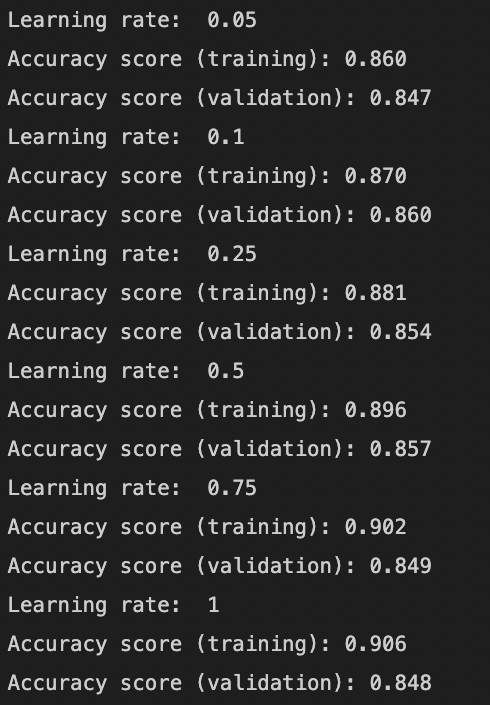 Learning rate:  0.05
Accuracy score (training): 0.860
Accuracy score (validation): 0.847
Learning rate:  0.1
Accuracy score (training): 0.870
Accuracy score (validation): 0.860
Learning rate:  0.25
Accuracy score (training): 0.881
Accuracy score (validation): 0.854
Learning rate:  0.5
Accuracy score (training): 0.896
Accuracy score (validation): 0.857
Learning rate:  0.75
Accuracy score (training): 0.902
Accuracy score (validation): 0.849
Learning rate:  1
Accuracy score (training): 0.906
Accuracy score (validation): 0.848